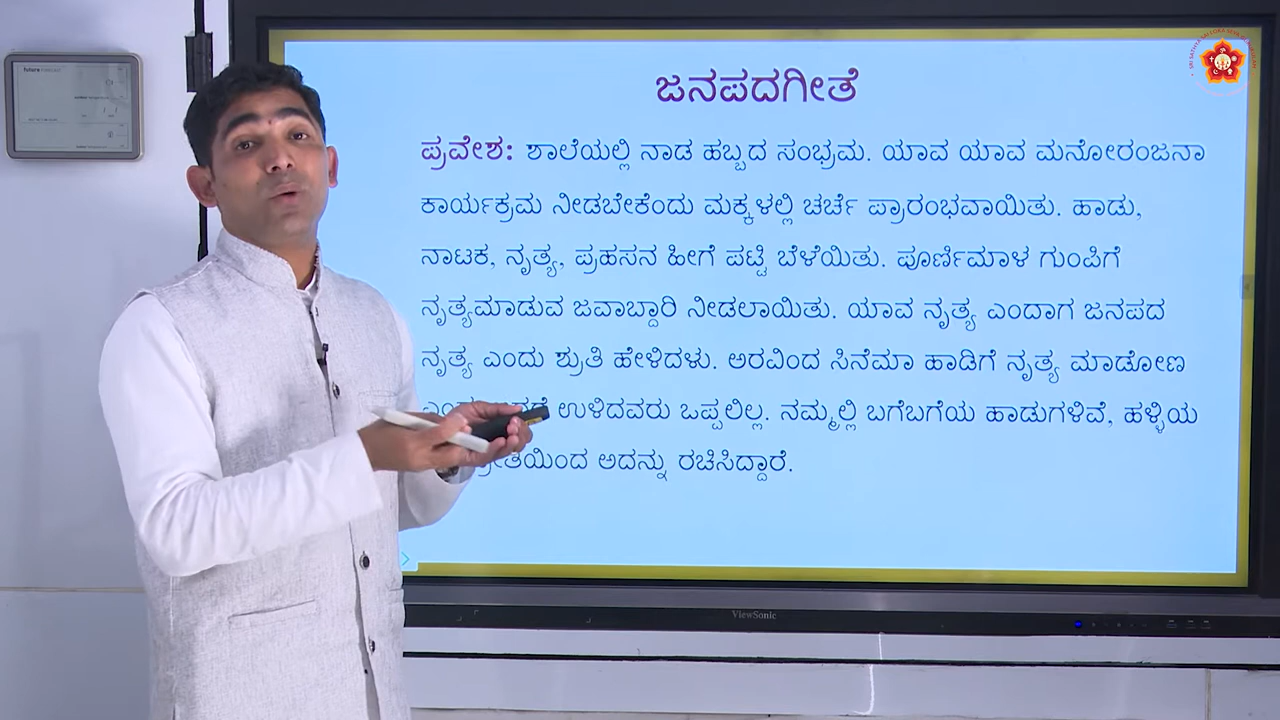 ಜನಪದಗೀತೆ
ಪ್ರವೇಶ: ಶಾಲೆಯಲ್ಲಿ ನಾಡ ಹಬ್ಬದ ಸಂಭ್ರಮ. ಯಾವ ಯಾವ ಮನೋರಂಜನಾ
ಕಾರ್ಯಕ್ರಮ ನೀಡಬೇಕೆಂದು ಮಕ್ಕಳಲ್ಲಿ ಚರ್ಚೆ ಪ್ರಾರಂಭವಾಯಿತು. ಹಾಡು,
ನಾಟಕ, ನೃತ್ಯ, ಪ್ರಹಸನ ಹೀಗೆ ಪಟ್ಟಿ ಬೆಳೆಯಿತು. ಪೂರ್ಣಿಮಾಳ ಗುಂಪಿಗೆ
ನೃತ್ಯಮಾಡುವ ಜವಾಬ್ದಾರಿ ನೀಡಲಾಯಿತು. ಯಾವ ನೃತ್ಯ ಎಂದಾಗ ಜನಪದ
ನೃತ್ಯ ಎಂದು ಶ್ರುತಿ ಹೇಳಿದಳು. ಅರವಿಂದ ಸಿನೆಮಾ ಹಾಡಿಗೆ ನೃತ್ಯ ಮಾಡೋಣ
ಉಳಿದವರು ಒಪ್ಪಲಿಲ್ಲ. ನಮ್ಮಲ್ಲಿ ಬಗೆಬಗೆಯ ಹಾಡುಗಳಿವೆ, ಹಳ್ಳಿಯ
ಅದನ್ನು ರಚಿಸಿದ್ದಾರೆ.
ViewSonic